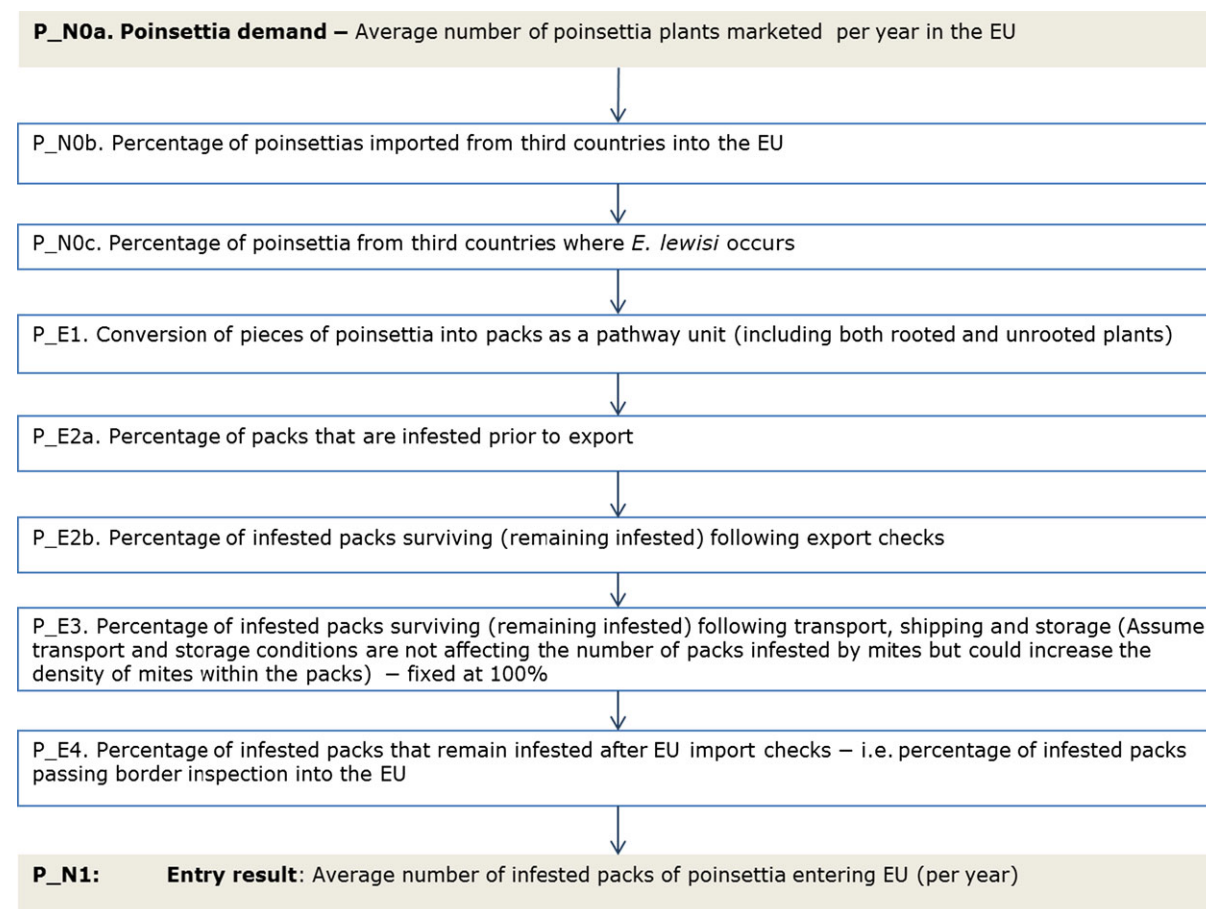 P_N0a. Poinsettia demand – Average number of poinsettia plants marketed per year in the EU
P_N0b. Percentage of poinsettias imported from third countries into the EU
P_N0c. Percentage of poinsettia from third countries where E. lewisi occurs
P_E1. Conversion of pieces of poinsettia into packs as a pathway unit (including both rooted and unrooted plants)
P_E2a. Percentage of packs that are infested prior to export
P_E2b. Percentage of infested packs surviving (remaining infested) following export checks
P_E3. Percentage of infested packs surviving (remaining infested) following transport, shipping and storage (Assume
transport and storage conditions are not affecting the number of packs infested by mites but could increase the
density of mites within the packs) – fixed at 100%
P_E4. Percentage of infested packs that remain infested after EU import checks – i.e. percentage of infested packs
passing border inspection into the EU
P_N1: Entry result: Average number of infested packs of poinsettia entering EU (per year)